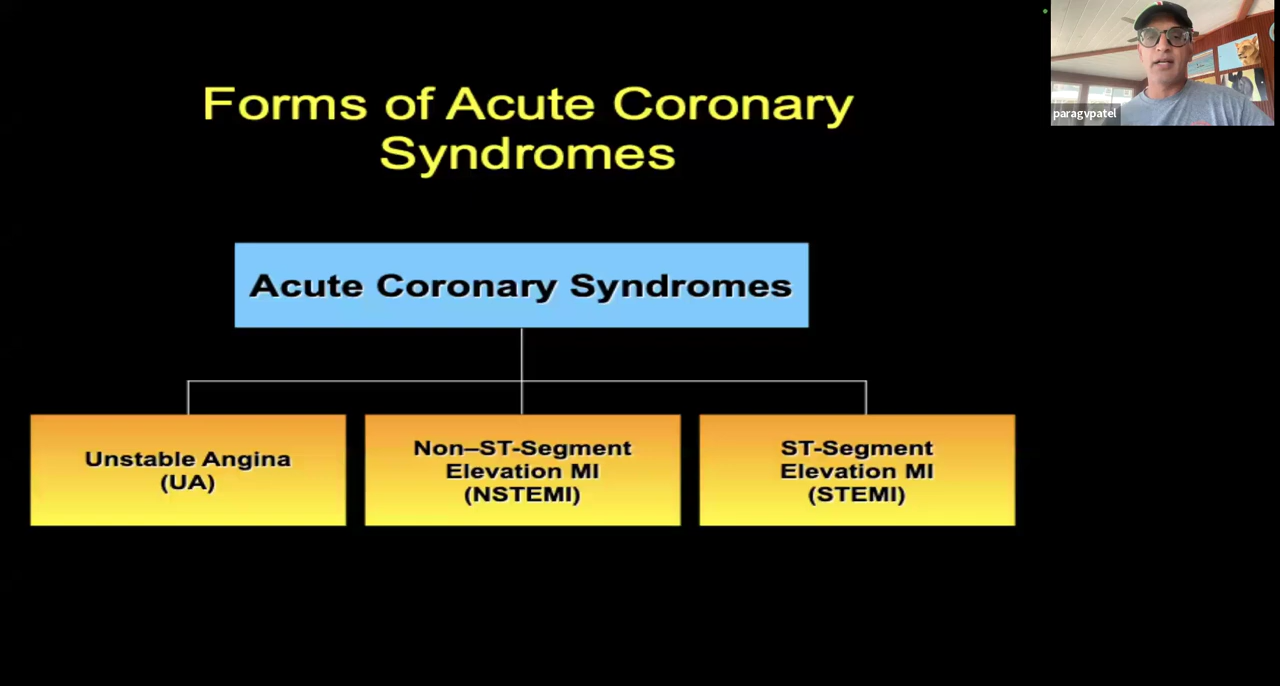 Forms of Acute Coronary
Syndromes
Acute Coronary Syndromes
Unstable Angina
(UA)
Non–ST-Segment
Elevation MI
(NSTEMI)
ST-Segment
Elevation MI
(STEMI)
paragvpatel